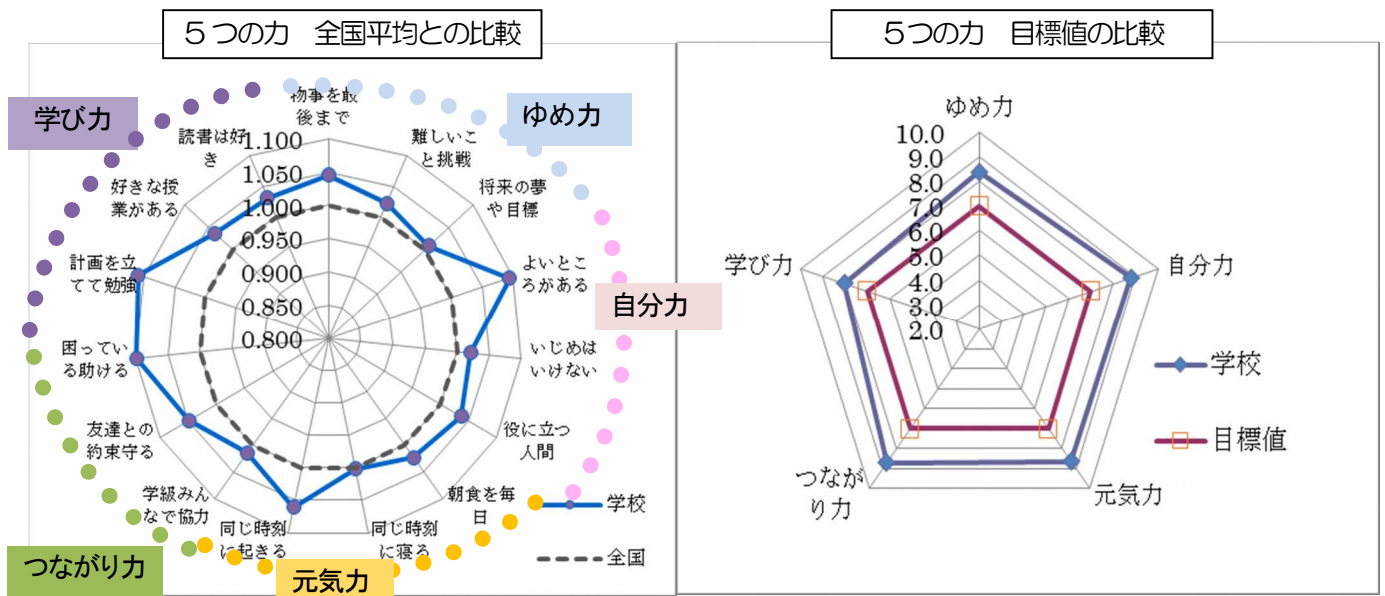 ５つの力　全国平均との比較
学び力
ゆめ力
自分力
元気力
つながり力
物事を最
後まで
難しいこ
と挑戦
将来の夢
や目標
よいとこ
ろがある
いじめは
いけない
役に立つ
人間
朝食を毎
日
同じ時刻
に寝る
同じ時刻
に起きる
学級みん
なで協力
友達との
約束守る
困ってい
る助ける
計画を立
てて勉強
好きな授
業がある
読書は好
き
1.100
1.050
1.000
0.950
0.900
0.850
0.800
学校
全国
５つの力　目標値の比較
ゆめ力
自分力
元気力
つなが
り力
学び力
10.0
9.0
8.0
7.0
6.0
5.0
4.0
3.0
2.0
学校
目標値